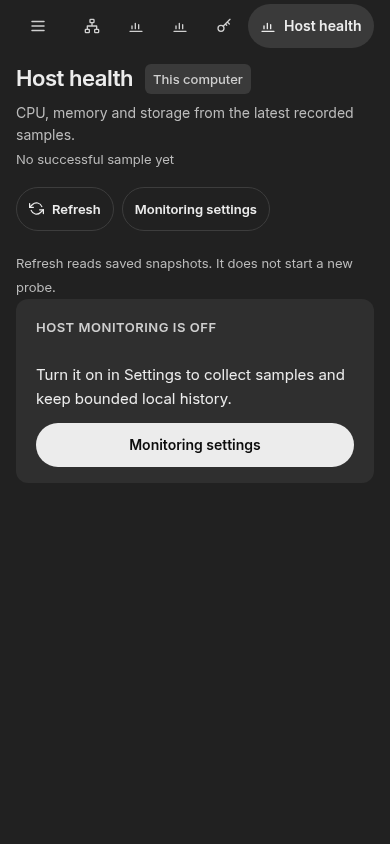 Host health
Host health
This computer
CPU, memory and storage from the latest recorded
samples.
No successful sample yet
Refresh
Monitoring settings
Refresh reads saved snapshots. It does not start a new
probe.
HOST MONITORING IS OFF
Turn it on in Settings to collect samples and
keep bounded local history.
Monitoring settings